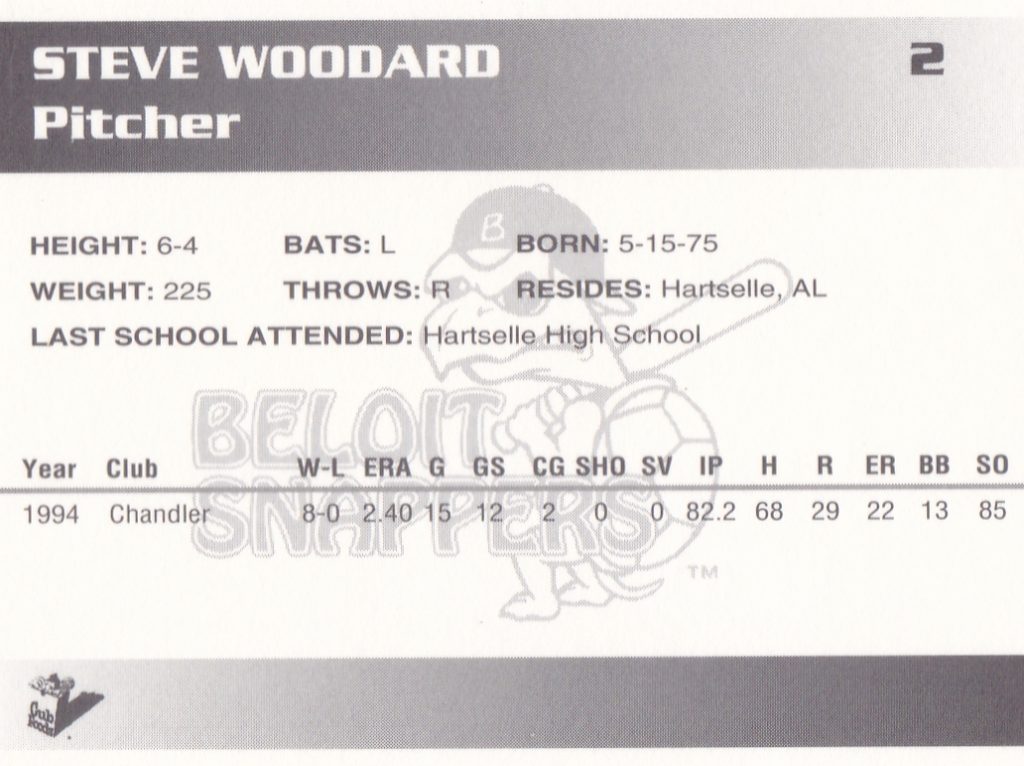 STEVE WOODARD 2
Pitcher
HEIGHT: 6-4 BATS: L BORN: 5-15-75
WEIGHT: 225 THROWS: R RESIDES: Hartselle, AL
LAST SCHOOL ATTENDED: Hartselle High School
B
BELOIT
SNAPPERS
TM
Year Club W-L ERA G GS CG SHO SV IP H R ER BB SO
1994 Chandler 8-0 2.40 15 12 2 0 0 82.2 68 29 22 13 85
Cub
Foods